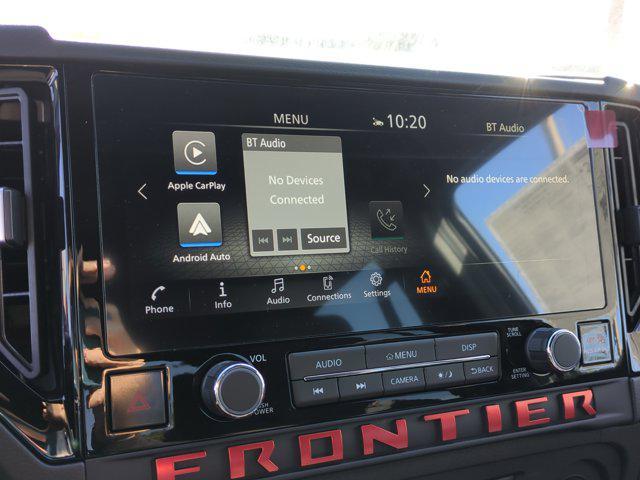 MENU
10:20
BT Audio
BT Audio
No Devices
Connected
Source
Apple CarPlay
Android Auto
Call History
No audio devices are connected.
Phone
Info
Audio
Connections
Settings
MENU
VOL
PUSH
POWER
AUDIO
MENU
DISP
CAMERA
BACK
TUNE
SCROLL
ENTER
SETTING
FRONTIER